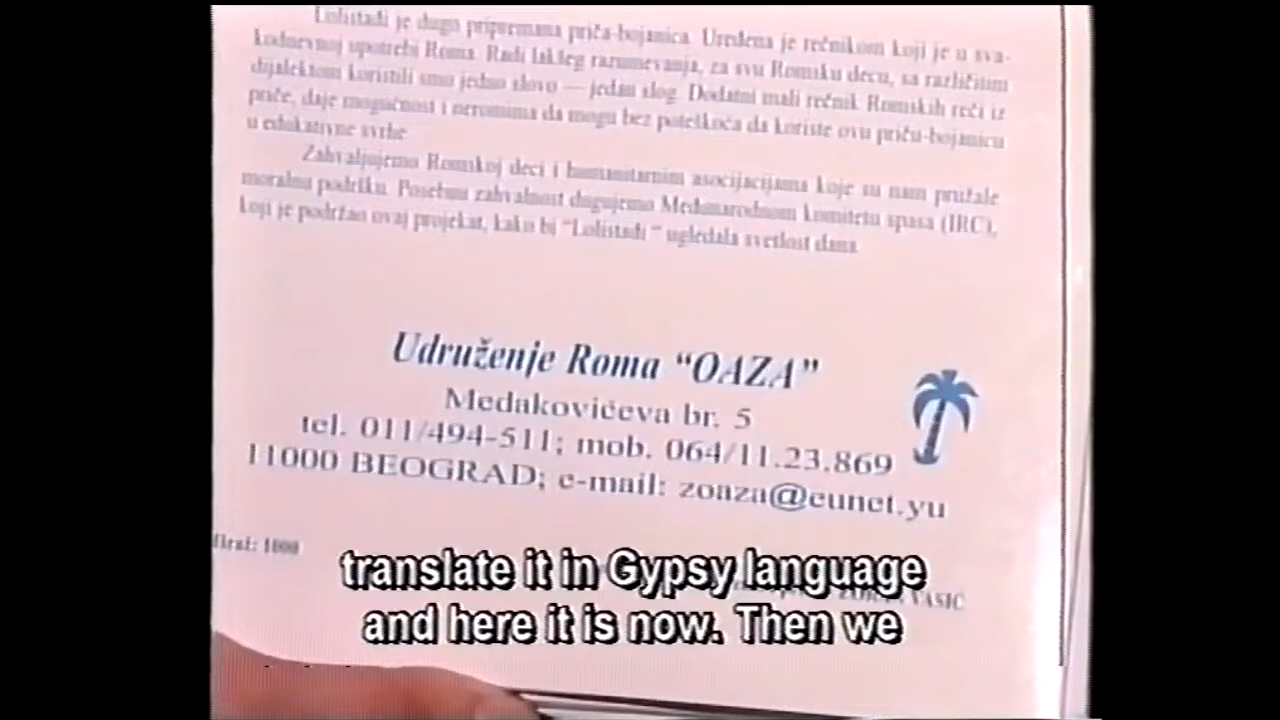 Lolistađi je dugo pripremana priča-bojanica. Uređena je rečnikom koji je u sva-
kodnevnoj upotrebi Roma. Radi lakšeg razumevanja, za svu Romsku decu, sa različitim
dijalektom koristili smo jedno slovo — jedan slog. Dodatni mali rečnik Romskih reči iz
priče, daje mogućnost i neromima da mogu bez poteškoća da koriste ovu priču-bojanicu
u edukativne svrhe
Zahvaljujemo Romskoj deci i humanitarnim asocijacijama koje su nam pružale
moralnu podršku. Posebnu zahvalnost dugujemo Međunarodnom komitetu spasa (IRC),
koji je podržao ovaj projekat, kako bi "Lolistađi" ugledala svetlost dana
Udruženje Roma “OAZA”
Medakovićeva br. 5
tel. 011/494-511; mob. 064/11.23.869
11000 BEOGRAD; e-mail: zoaza@eunet.yu
Tiraž: 1000
VASIĆ
translate it in Gypsy language
and here it is now. Then we